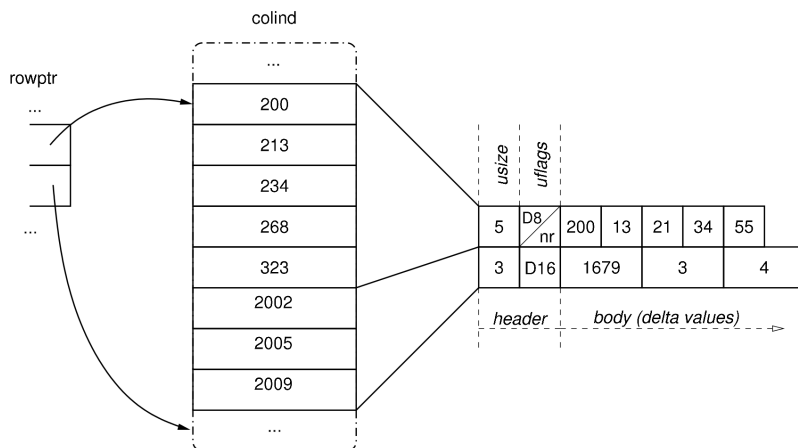 colind
rowptr
...
...
...
200
213
234
268
323
2002
2005
2009
...
usize
uflags
5 D8 nr 200 13 21 34 55
3 D16 1679 3 4
header
body (delta values)